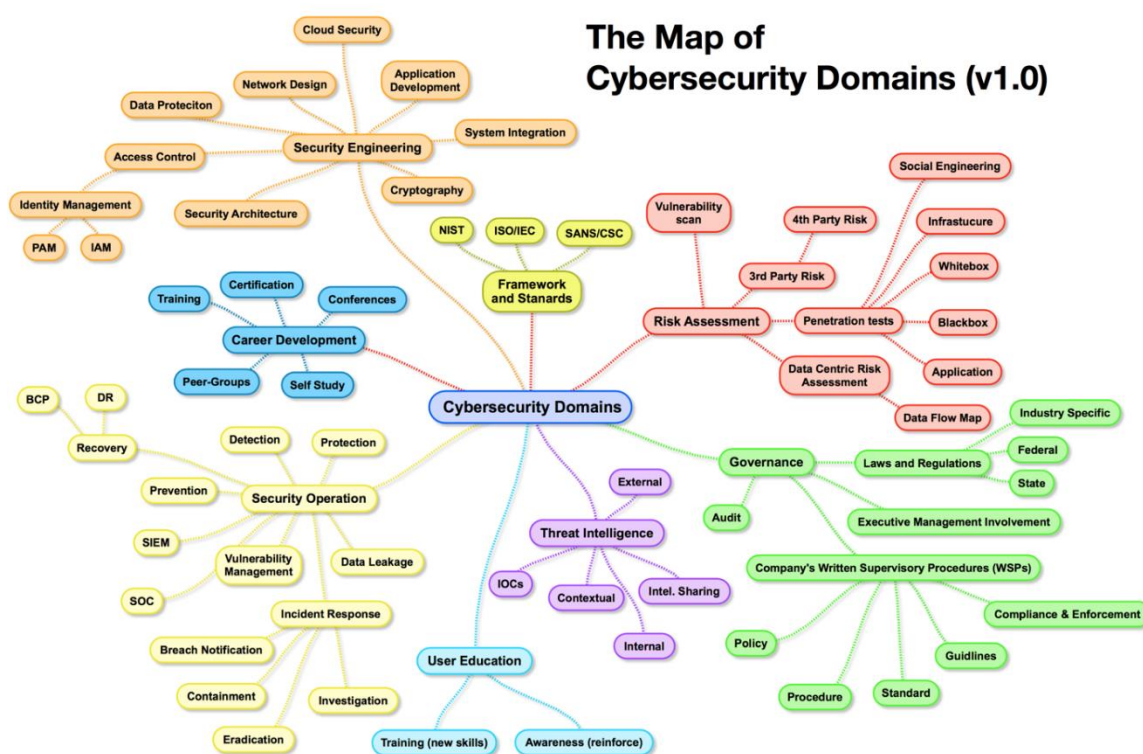 The Map of
Cybersecurity Domains (v1.0)
Cloud Security
Network Design
Application
Development
Data Proteciton
System Integration
Security Engineering
Access Control
Cryptography
Identity Management
Security Architecture
PAM
IAM
NIST
ISO/IEC
SANS/CSC
Framework
and Stanards
Social Engineering
Vulnerability
scan
4th Party Risk
Infrastucure
3rd Party Risk
Whitebox
Risk Assessment
Penetration tests
Blackbox
Data Centric Risk
Assessment
Application
Data Flow Map
Certification
Training
Conferences
Career Development
Peer-Groups
Self Study
Cybersecurity Domains
BCP
DR
Recovery
Detection
Protection
Prevention
Security Operation
SIEM
Vulnerability
Management
Data Leakage
SOC
Incident Response
Breach Notification
Containment
Investigation
Eradication
External
Threat Intelligence
IOCs
Contextual
Intel. Sharing
Internal
User Education
Training (new skills)
Awareness (reinforce)
Industry Specific
Governance
Laws and Regulations
Federal
State
Audit
Executive Management Involvement
Company's Written Supervisory Procedures (WSPs)
Compliance & Enforcement
Policy
Guidlines
Procedure
Standard